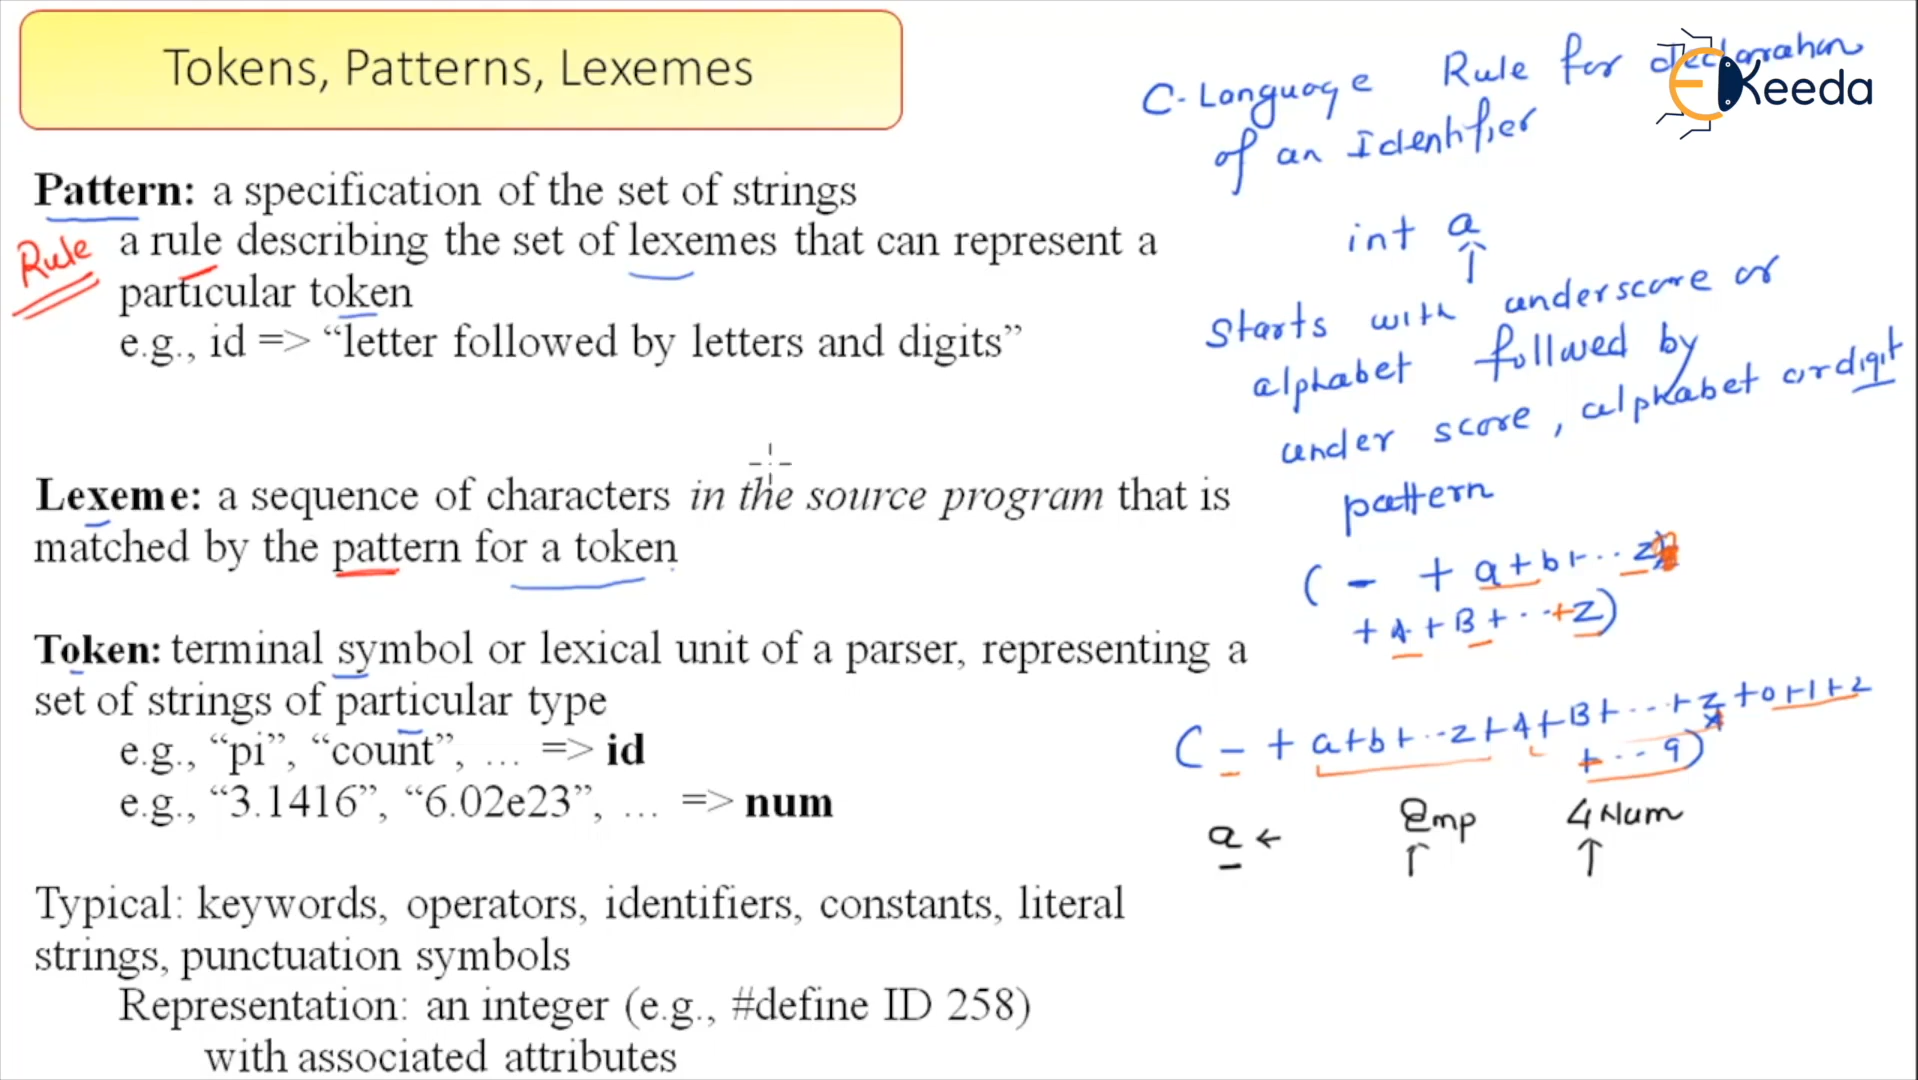 Tokens, Patterns, Lexemes
Pattern: a specification of the set of strings
Rule
a rule describing the set of lexemes that can represent a
particular token
e.g., id => “letter followed by letters and digits”
Lexeme: a sequence of characters in the source program that is
matched by the pattern for a token
Token: terminal symbol or lexical unit of a parser, representing a
set of strings of particular type
e.g., “pi”, “count”, … => id
e.g., “3.1416”, “6.02e23”, … => num
Typical: keywords, operators, identifiers, constants, literal
strings, punctuation symbols
Representation: an integer (e.g., #define ID 258)
with associated attributes
C-Language Rule for declaration
of an Identifier
EKeeda
int a
Starts with underscore or
alphabet follwed by
under score, alphabet or digit
pattern
( _ + a+b+...z
+ A + B + ...+Z)
( _ + a+b+...z+A+B+...+Z+0+1+2
+...9)*
a ← Emp 4Num